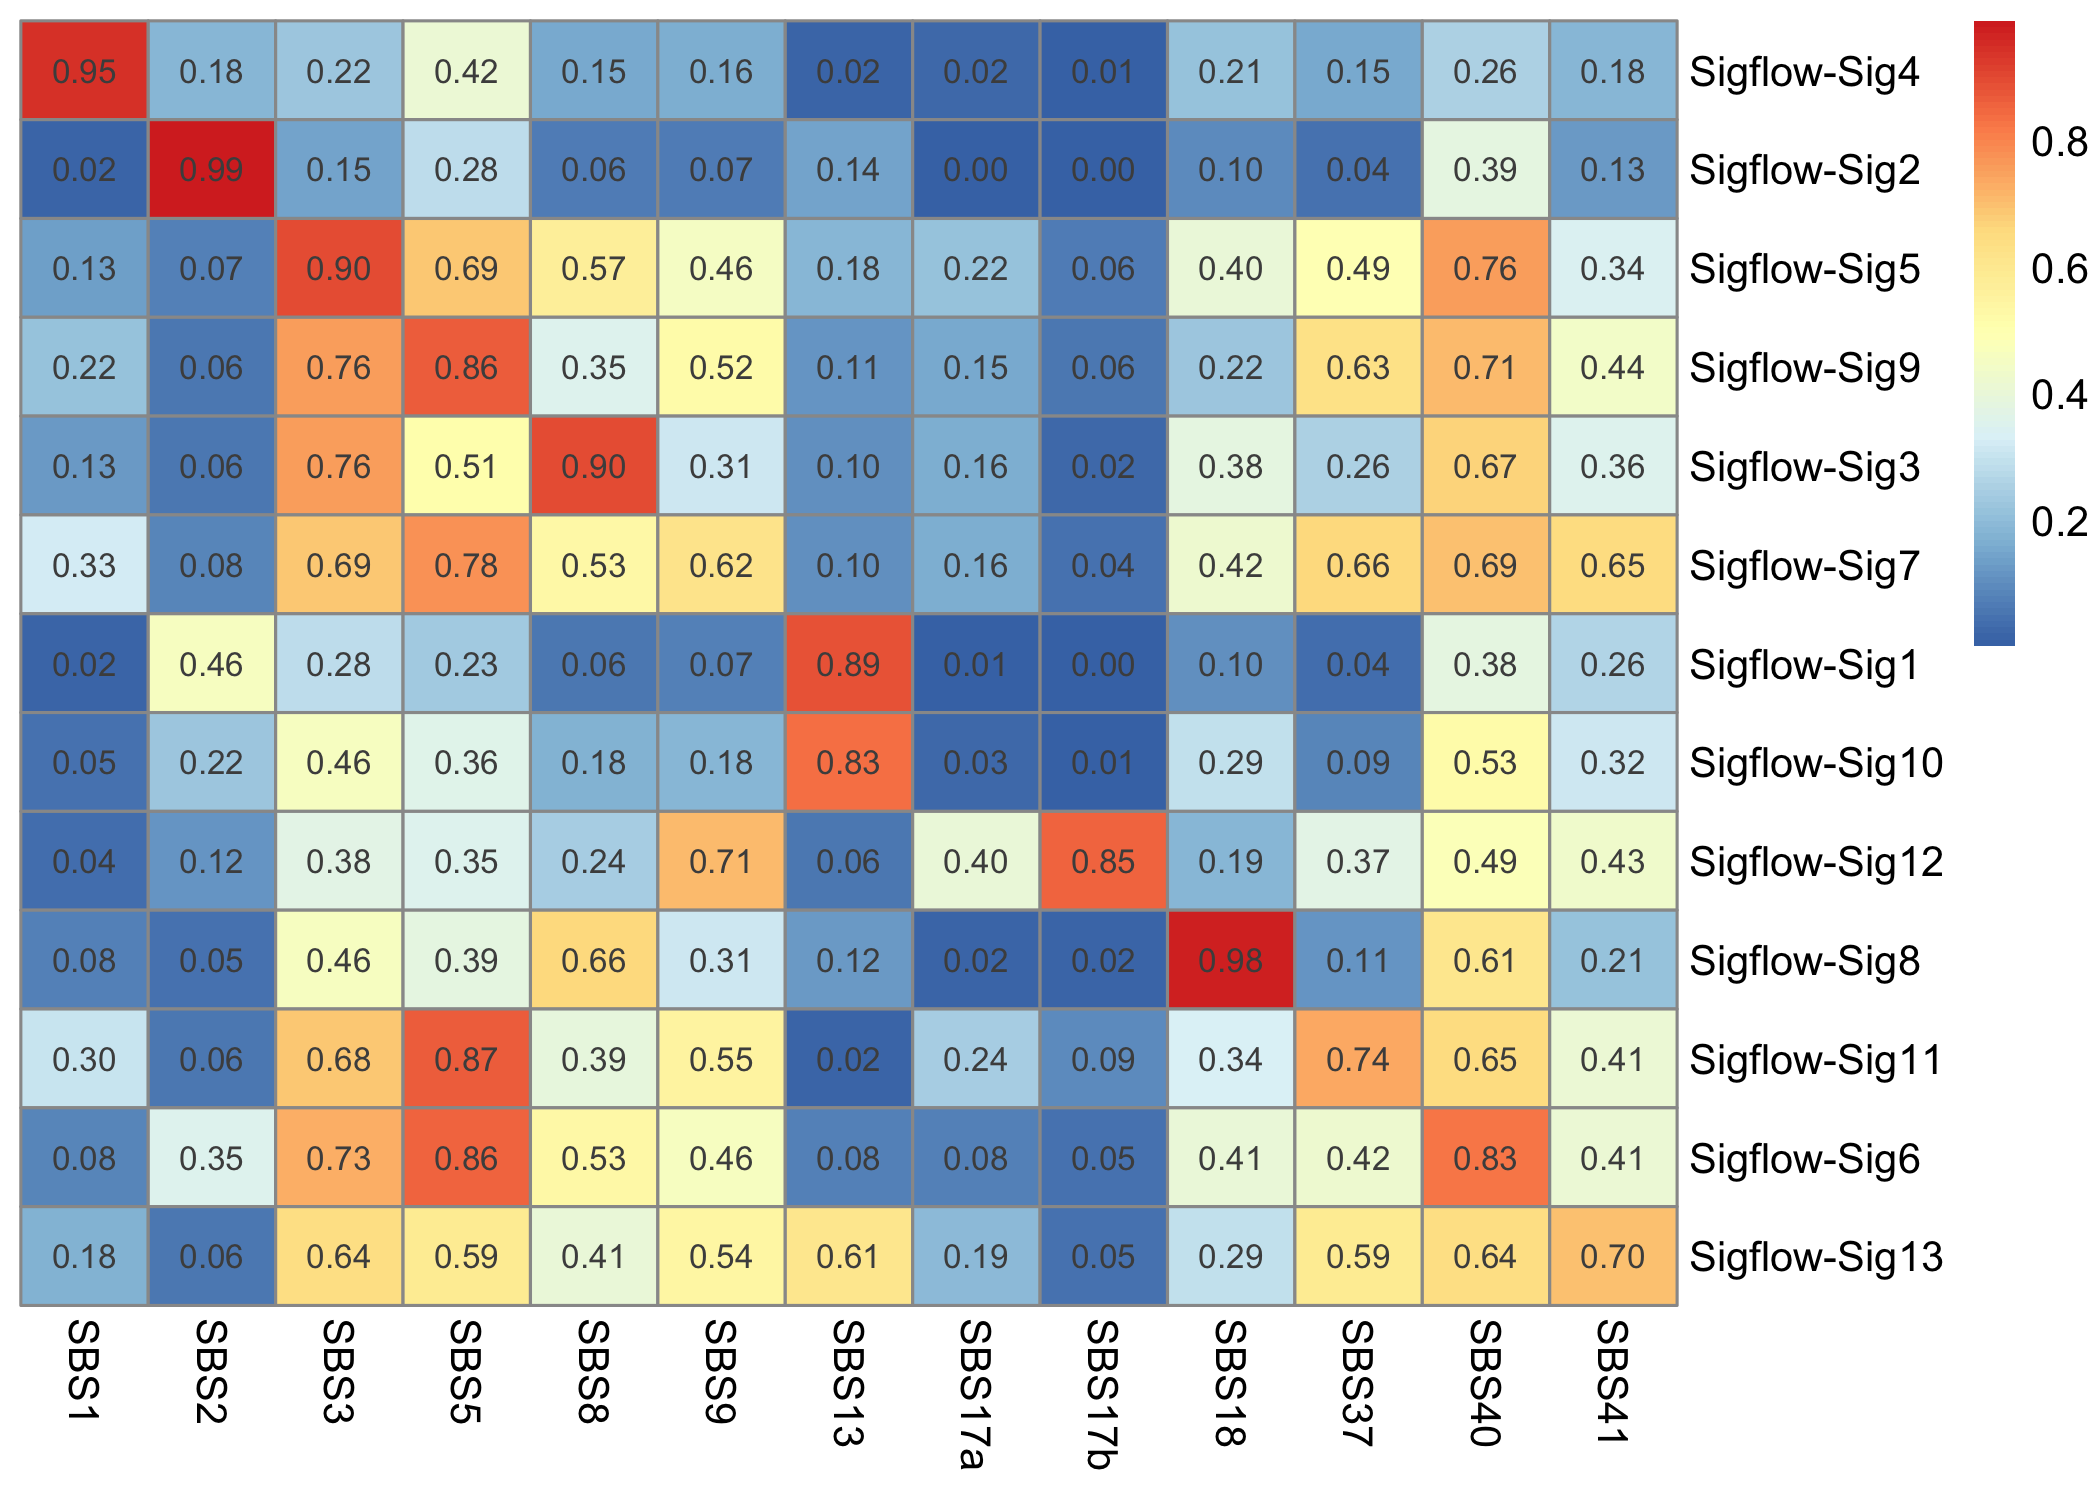 0.95 0.18 0.22 0.42 0.15 0.16 0.02 0.02 0.01 0.21 0.15 0.26 0.18 Sigflow-Sig4
0.02 0.99 0.15 0.28 0.06 0.07 0.14 0.00 0.00 0.10 0.04 0.39 0.13 Sigflow-Sig2
0.13 0.07 0.90 0.69 0.57 0.46 0.18 0.22 0.06 0.40 0.49 0.76 0.34 Sigflow-Sig5
0.22 0.06 0.76 0.86 0.35 0.52 0.11 0.15 0.06 0.22 0.63 0.71 0.44 Sigflow-Sig9
0.13 0.06 0.76 0.51 0.90 0.31 0.10 0.16 0.02 0.38 0.26 0.67 0.36 Sigflow-Sig3
0.33 0.08 0.69 0.78 0.53 0.62 0.10 0.16 0.04 0.42 0.66 0.69 0.65 Sigflow-Sig7
0.02 0.46 0.28 0.23 0.06 0.07 0.89 0.01 0.00 0.10 0.04 0.38 0.26 Sigflow-Sig1
0.05 0.22 0.46 0.36 0.18 0.18 0.83 0.03 0.01 0.29 0.09 0.53 0.32 Sigflow-Sig10
0.04 0.12 0.38 0.35 0.24 0.71 0.06 0.40 0.85 0.19 0.37 0.49 0.43 Sigflow-Sig12
0.08 0.05 0.46 0.39 0.66 0.31 0.12 0.02 0.02 0.98 0.11 0.61 0.21 Sigflow-Sig8
0.30 0.06 0.68 0.87 0.39 0.55 0.02 0.24 0.09 0.34 0.74 0.65 0.41 Sigflow-Sig11
0.08 0.35 0.73 0.86 0.53 0.46 0.08 0.08 0.05 0.41 0.42 0.83 0.41 Sigflow-Sig6
0.18 0.06 0.64 0.59 0.41 0.54 0.61 0.19 0.05 0.29 0.59 0.64 0.70 Sigflow-Sig13
SBS1 SBS2 SBS3 SBS5 SBS8 SBS9 SBS13 SBS17a SBS17b SBS18 SBS37 SBS40 SBS41
0.8
0.6
0.4
0.2